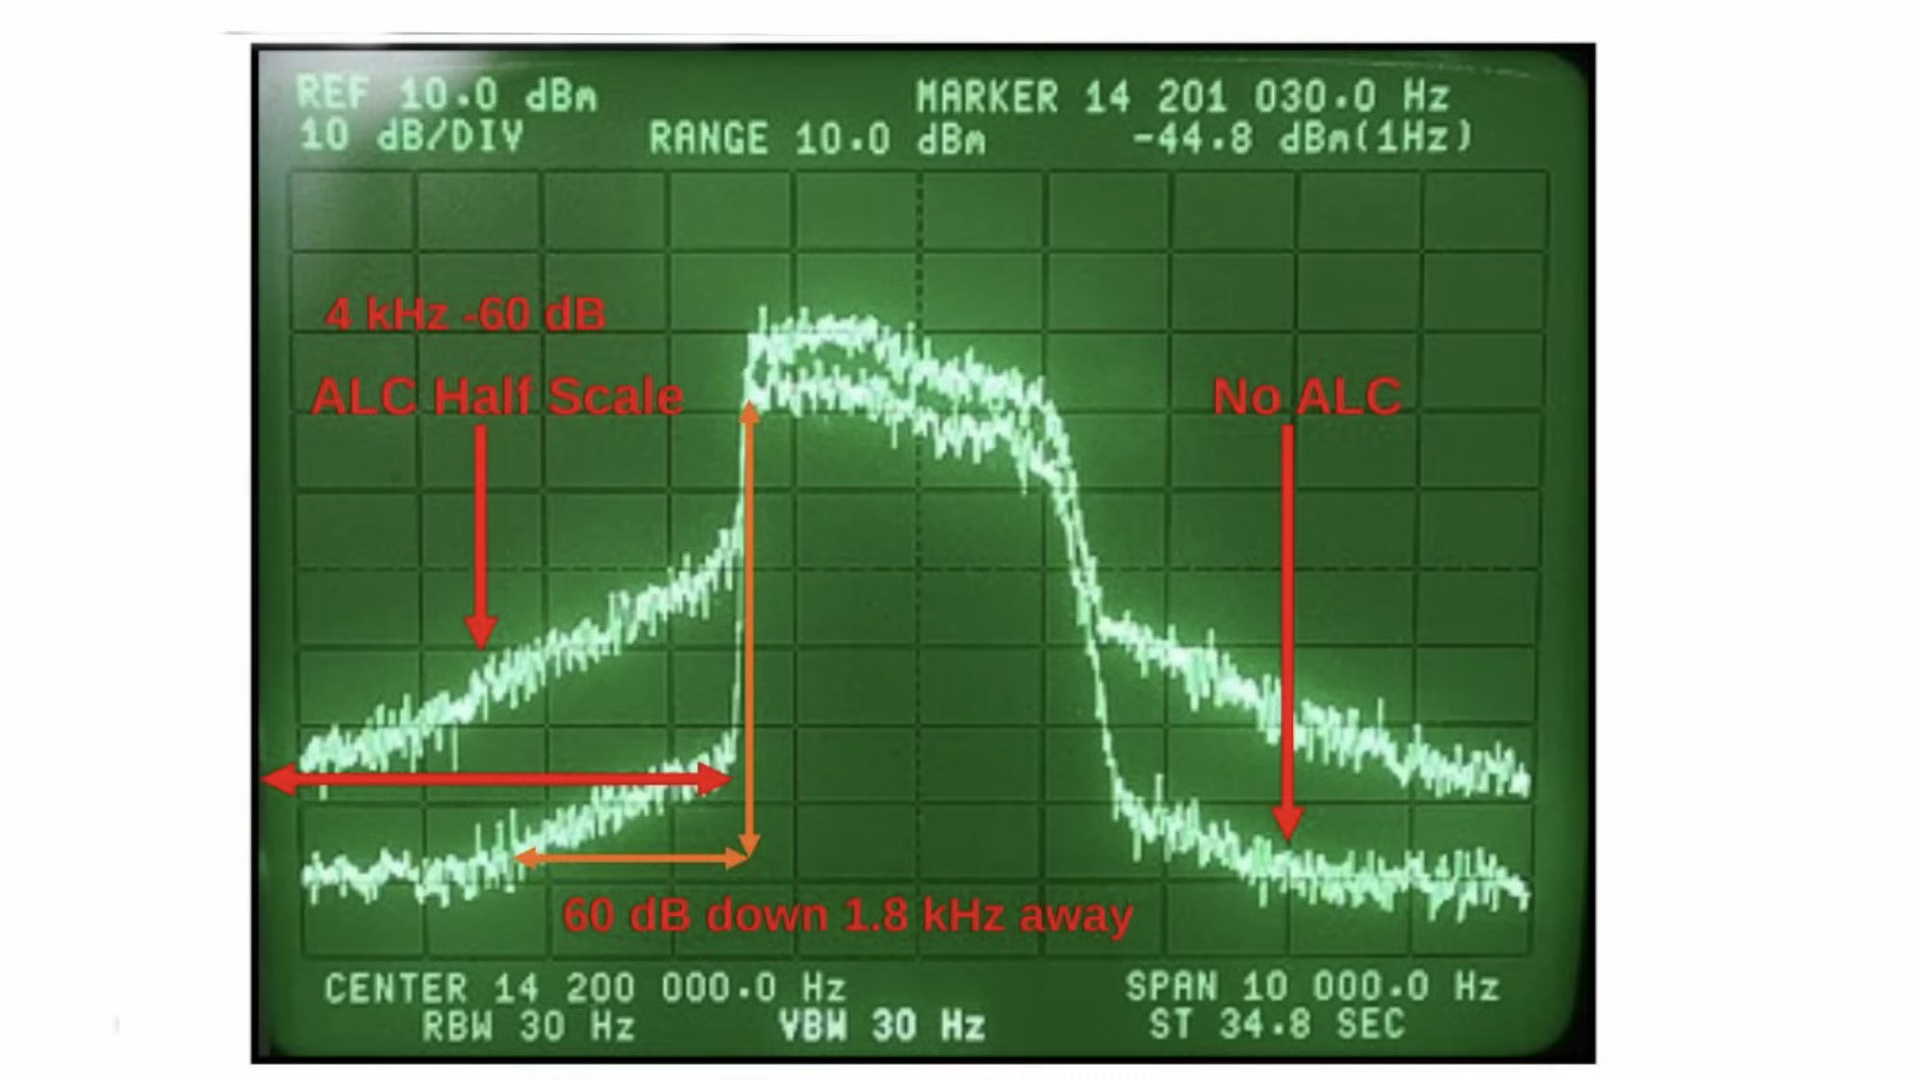 REF 10.0 dBm MARKER 14 201 030.0 Hz
10 dB/DIV RANGE 10.0 dBm -44.8 dBm(1Hz)
4 kHz -60 dB
ALC Half Scale
No ALC
60 dB down 1.8 kHz away
CENTER 14 200 000.0 Hz SPAN 10 000.0 Hz
RBW 30 Hz VBW 30 Hz ST 34.8 SEC